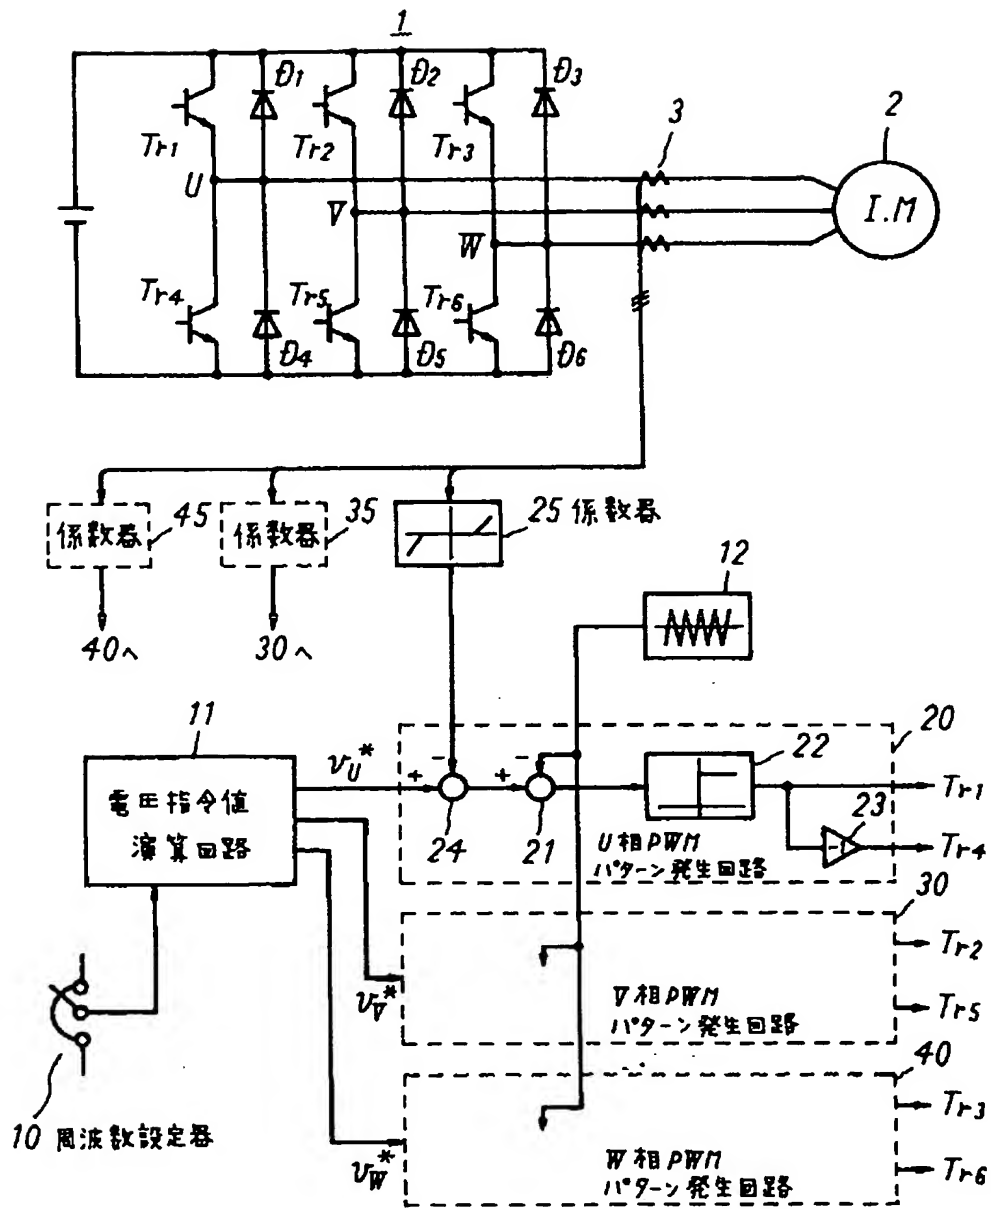 1
D1
D2
D3
Tr1
Tr2
Tr3
3
2
U
V
W
I.M
Tr4
Tr5
Tr6
D4
D5
D6
係数器
45
係数器
35
25 係数器
12
40へ
30へ
11
20
電圧指令値
演算回路
vU*
+
-
+
-
22
Tr1
24
21
-1
23
Tr4
U相PWM
パターン発生回路
30
Tr2
vV*
V相PWM
パターン発生回路
Tr5
40
Tr3
10 周波数設定器
vW*
W相PWM
パターン発生回路
Tr6